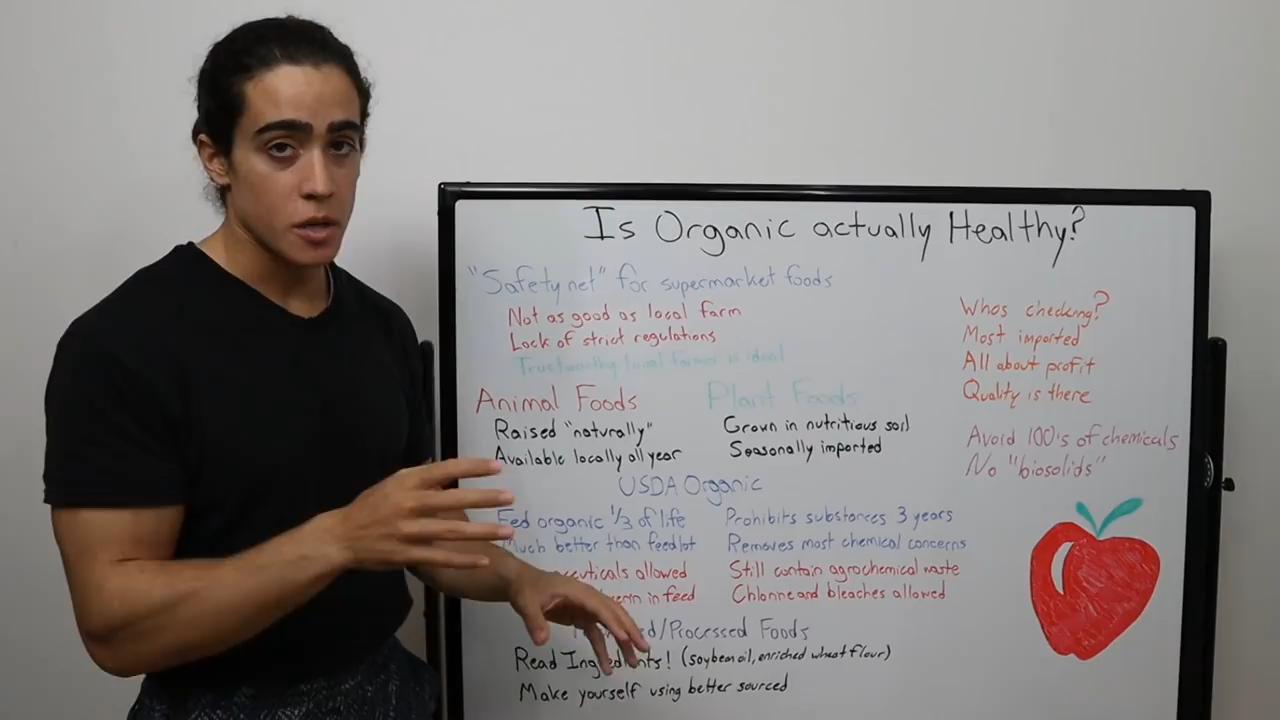 Is Organic actually Healthy?
"Safety net" for supermarket foods
Not as good as local farm
Lack of strict regulations
Trustworthy local farmer is ideal
Whos checking?
Most imported
All about profit
Quality is there
Avoid 100's of chemicals
No "biosolids"
Animal Foods
Raised "naturally"
Available locally all year
Plant Foods
Grown in nutritious soil
Seasonally imported
USDA Organic
Fed organic 1/3 of life
Much better than feedlot
allowed
in feed
Prohibits substances 3 years
Removes most chemical concerns
Still contain agrochemical waste
Chlorine and bleaches allowed
/Processed Foods
Read Ingredients! (soybean oil, enriched wheat flour)
Make yourself using better sourced